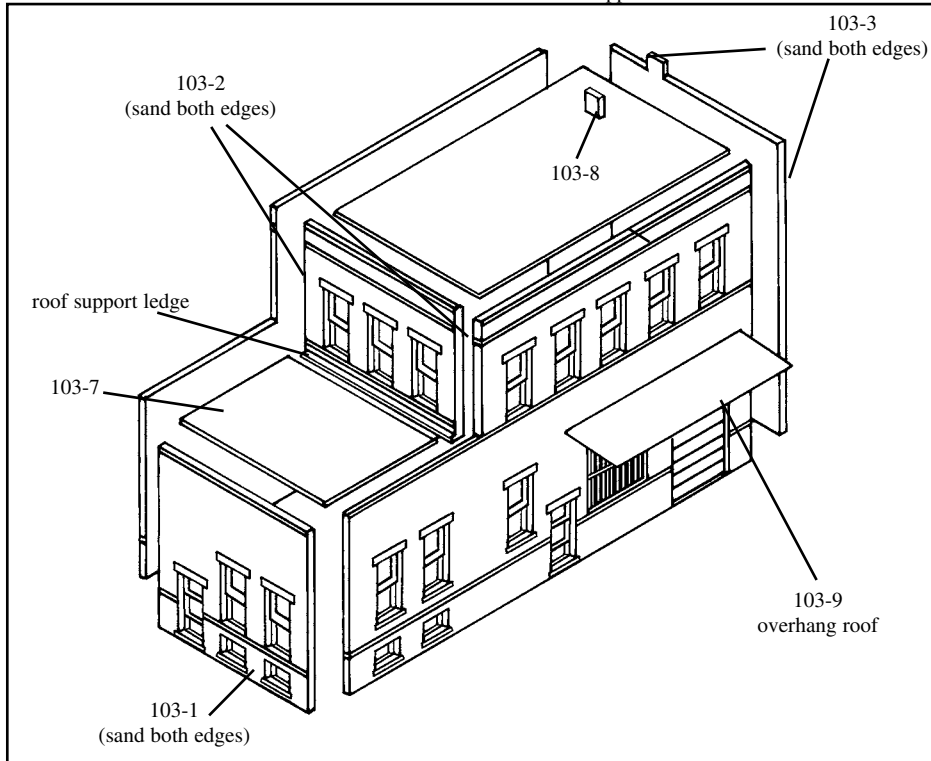 103-3
(sand both edges)
103-2
(sand both edges)
103-8
roof support ledge
103-7
103-9
overhang roof
103-1
(sand both edges)